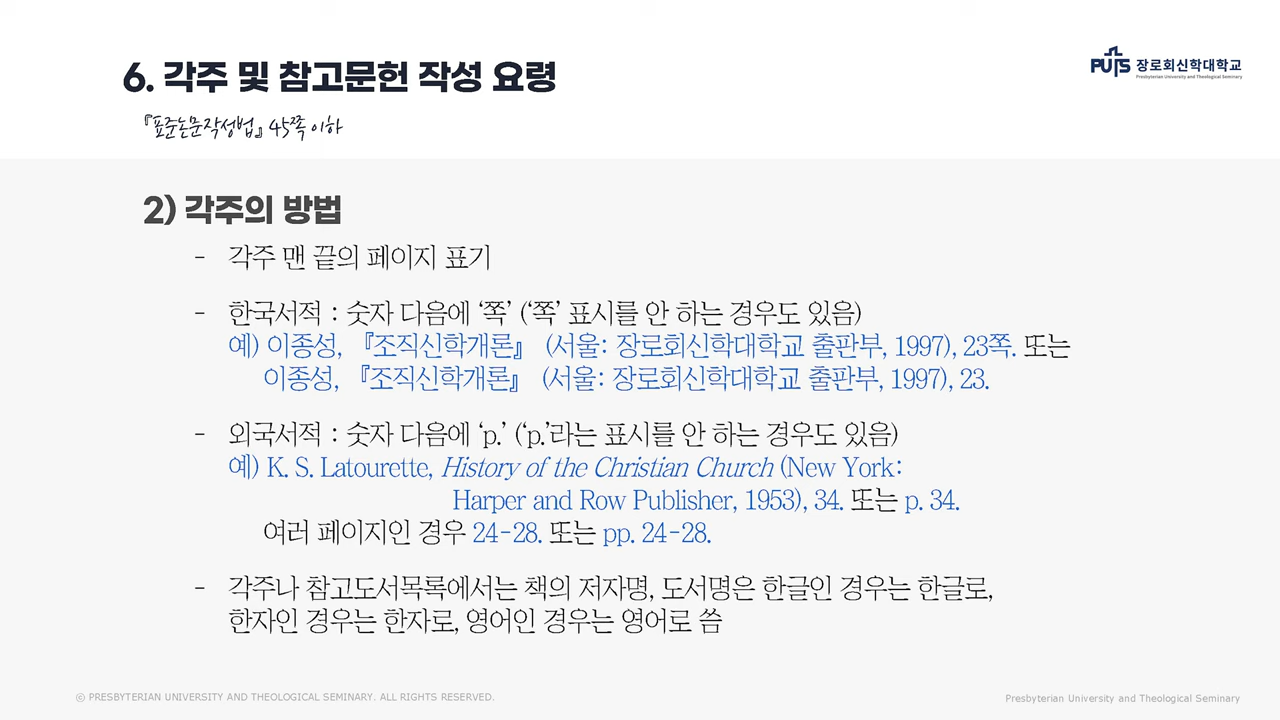 6. 각주 및 참고문헌 작성 요령
PUTS 장로회신학대학교
Presbyterian University and Theological Seminary
『표준논문작성법』 45쪽 이하
2) 각주의 방법
- 각주 맨 끝의 페이지 표기
- 한국서적 : 숫자 다음에 ‘쪽’ (‘쪽’ 표시를 안 하는 경우도 있음)
예) 이종성, 『조직신학개론』 (서울: 장로회신학대학교 출판부, 1997), 23쪽. 또는
이종성, 『조직신학개론』 (서울: 장로회신학대학교 출판부, 1997), 23.
- 외국서적 : 숫자 다음에 ‘p.’ (‘p.’라는 표시를 안 하는 경우도 있음)
예) K. S. Latourette, History of the Christian Church (New York:
Harper and Row Publisher, 1953), 34. 또는 p. 34.
여러 페이지인 경우 24-28. 또는 pp. 24-28.
- 각주나 참고도서목록에서는 책의 저자명, 도서명은 한글인 경우는 한글로,
한자인 경우는 한자로, 영어인 경우는 영어로 씀
© PRESBYTERIAN UNIVERSITY AND THEOLOGICAL SEMINARY. ALL RIGHTS RESERVED.
Presbyterian University and Theological Seminary